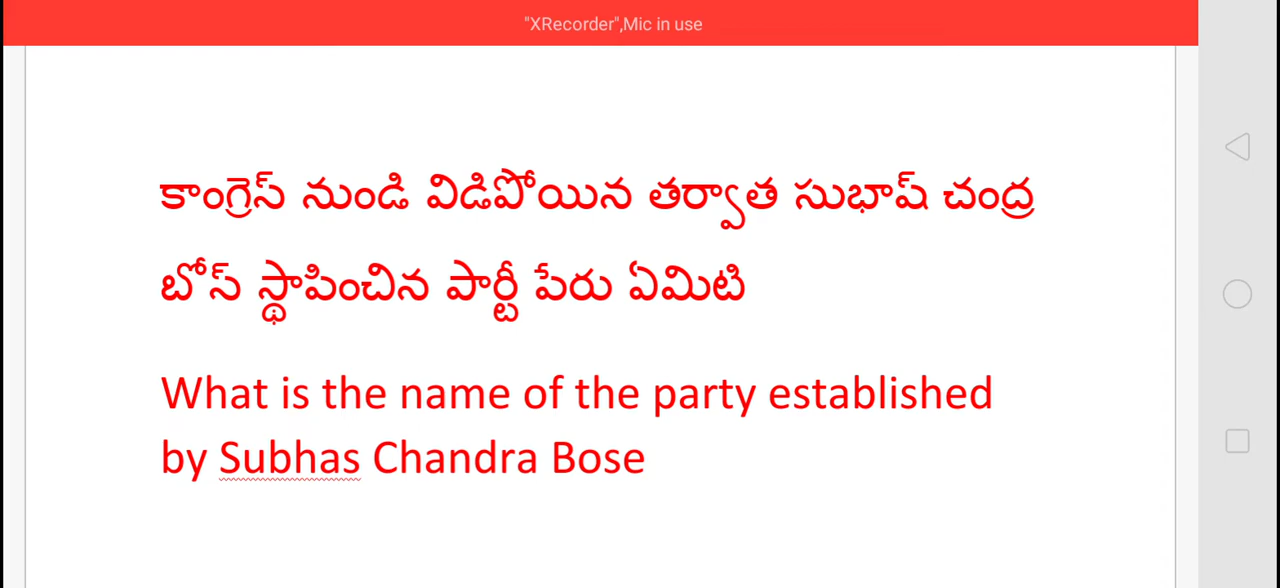 "XRecorder",Mic in use
కాంగ్రెస్ నుండి విడిపోయిన తర్వాత సుభాష్ చంద్ర
బోస్ స్థాపించిన పార్టీ పేరు ఏమిటి
What is the name of the party established
by Subhas Chandra Bose